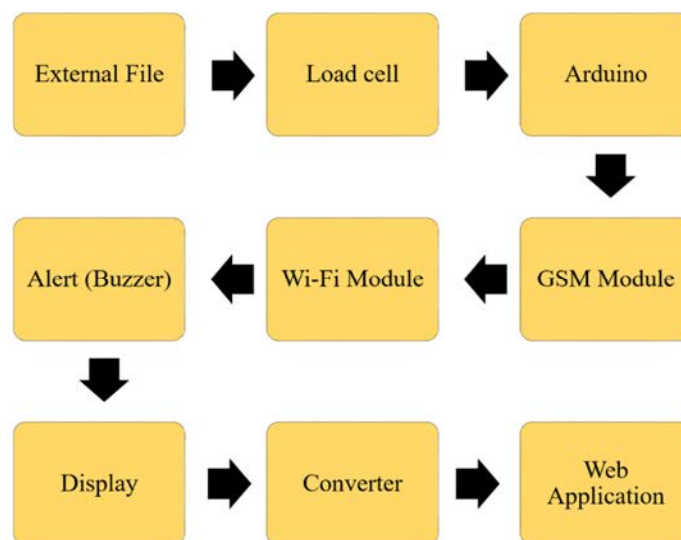 External File
Load cell
Arduino
Alert (Buzzer)
Wi-Fi Module
GSM Module
Display
Converter
Web
Application